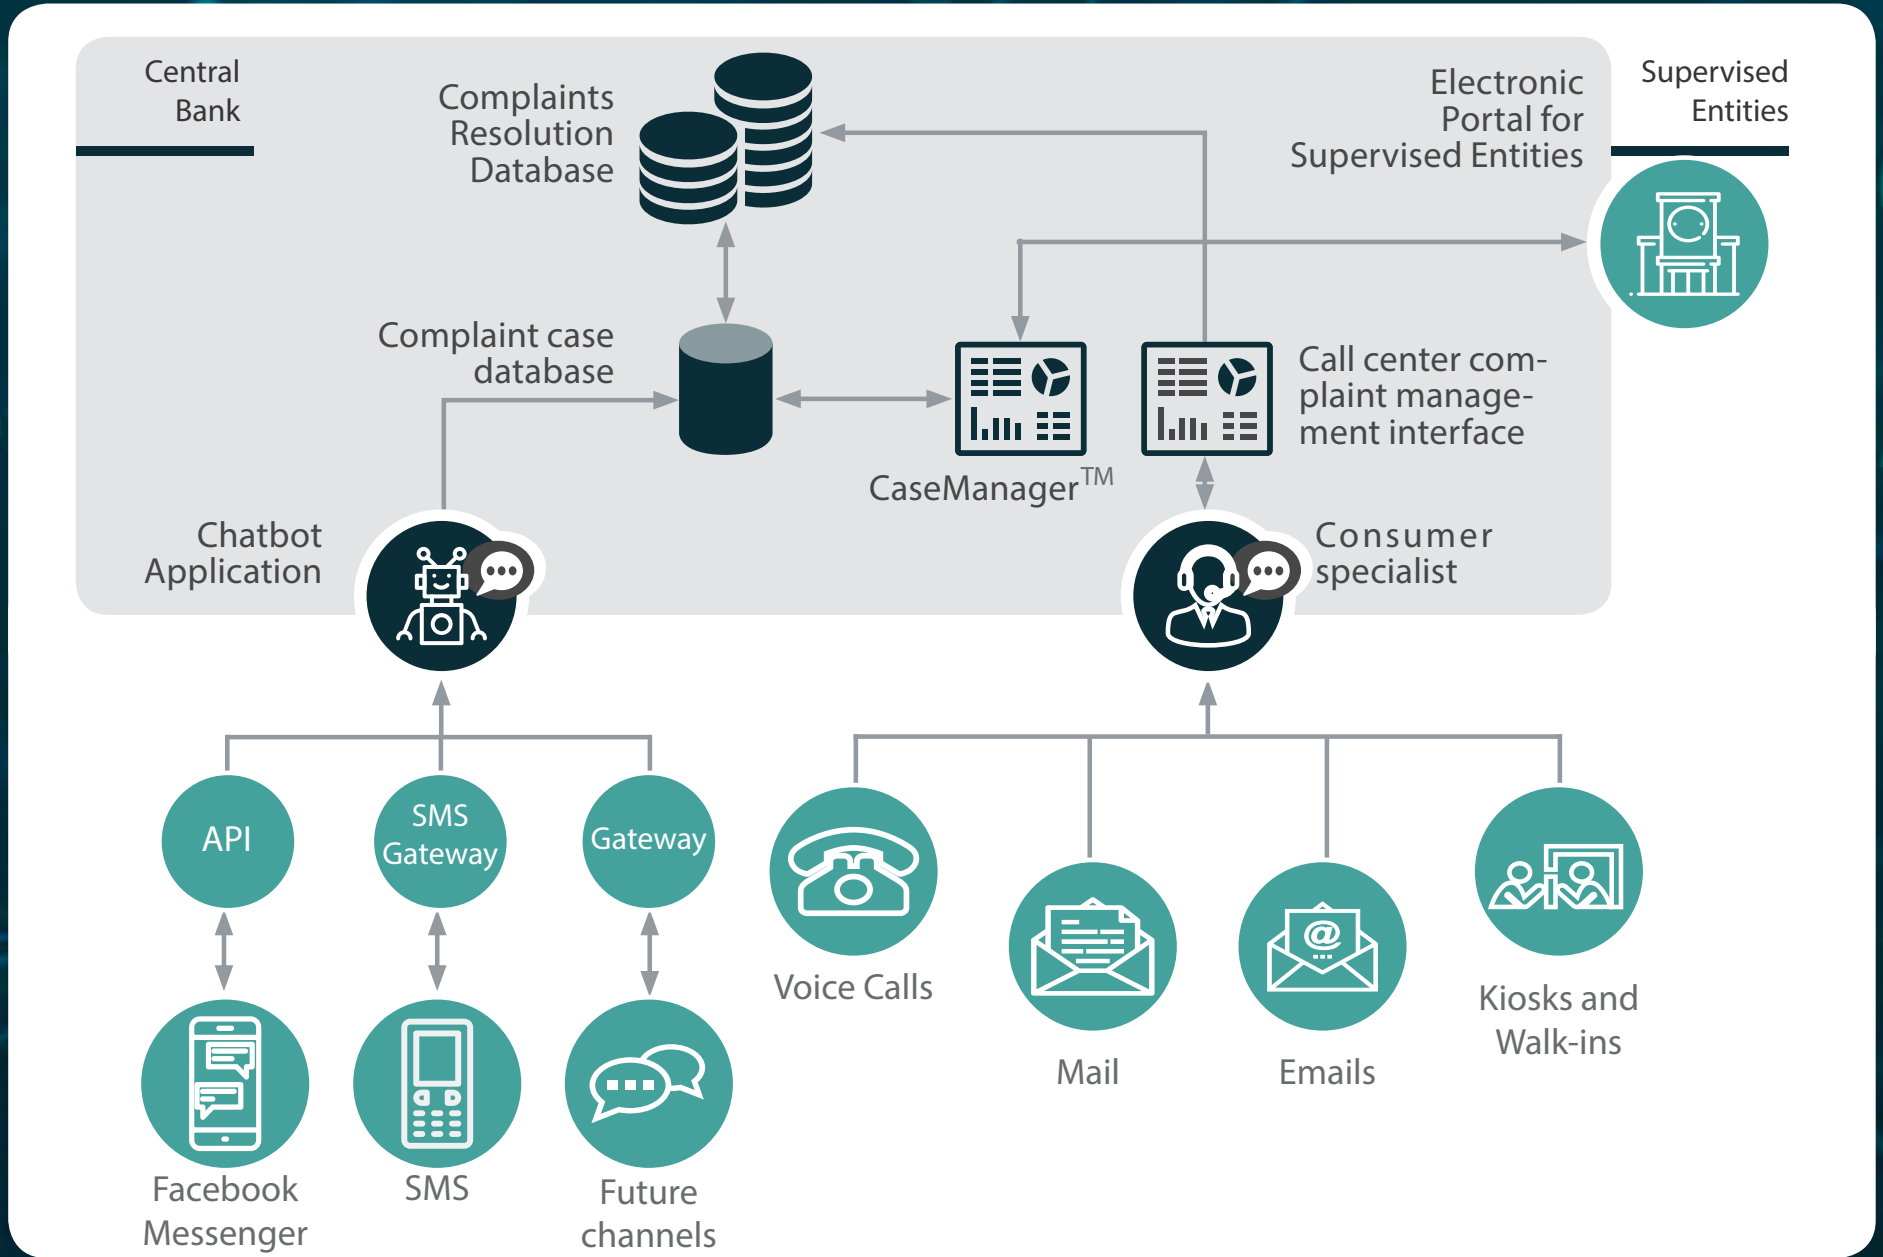 Central
Bank
Complaints
Resolution
Database
Electronic
Portal for
Supervised Entities
Supervised
Entities
Complaint case
database
CaseManager™
Call center com-
plaint manage-
ment interface
Chatbot
Application
Consumer
specialist
API
SMS
Gateway
Gateway
@
Voice Calls
Mail
Emails
Kiosks and
Walk-ins
Facebook
Messenger
SMS
Future
channels